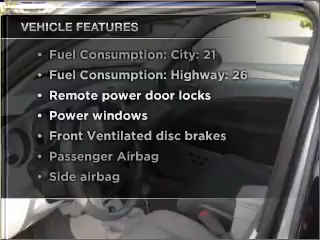 VEHICLE FEATURES
• Fuel Consumption: City: 21
• Fuel Consumption: Highway: 26
• Remote power door locks
• Power windows
• Front Ventilated disc brakes
• Passenger Airbag
• Side airbag